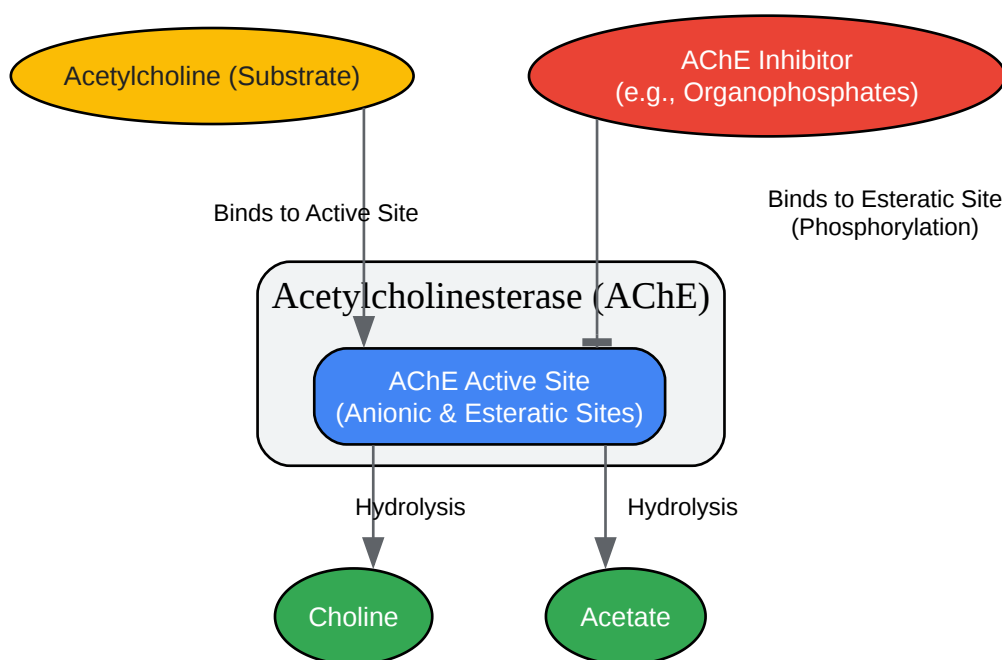 Acetylcholine (Substrate)
AChE Inhibitor
(e.g., Organophosphates)
Binds to Active Site
Binds to Esteratic Site
(Phosphorylation)
Acetylcholinesterase (AChE)
AChE Active Site
(Anionic & Esteratic Sites)
Hydrolysis
Hydrolysis
Choline
Acetate